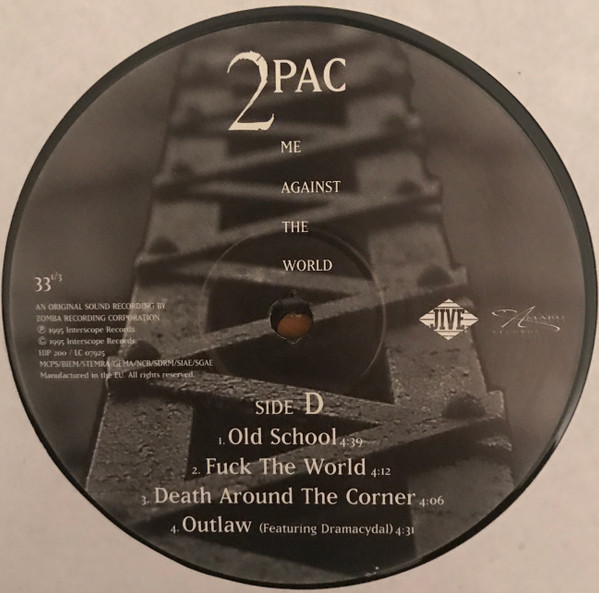 2PAC
ME
AGAINST
THE
WORLD
33 1/3
AN ORIGINAL SOUND RECORDING BY
ZOMBA RECORDING CORPORATION
℗ 1995 Interscope Records
© 1995 Interscope Records
HIP 200 / LC 07925
MCPS/BIEM/STEMRA/GEMA/NCB/SDRM/SIAE/SGAE
Manufactured in the EU. All rights reserved.
JIVE
RECORDS
SIDE D
1. Old School 4:39
2. Fuck The World 4:12
3. Death Around The Corner 4:06
4. Outlaw (Featuring Dramacydal) 4:31